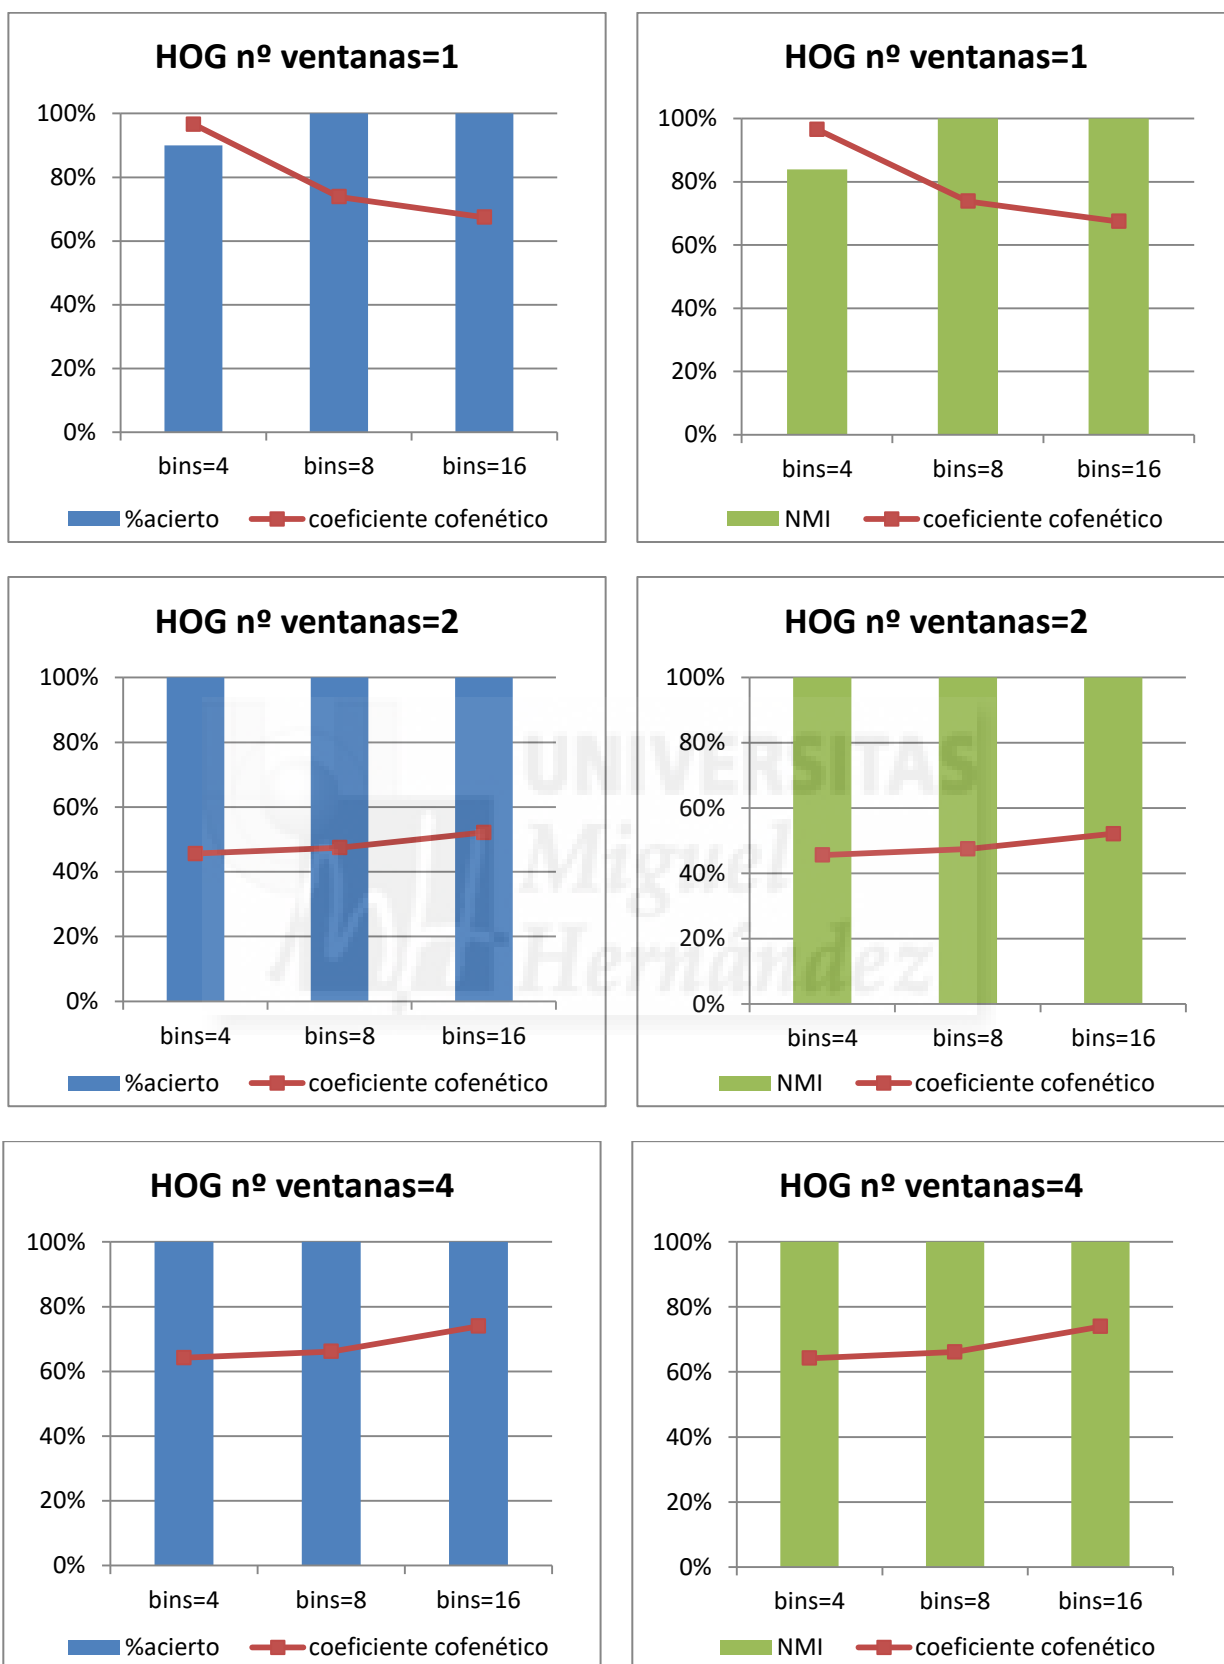 HOG nº ventanas=1
100%
80%
60%
40%
20%
0%
bins=4 bins=8 bins=16
%acierto coeficiente cofenético
HOG nº ventanas=1
100%
80%
60%
40%
20%
0%
bins=4 bins=8 bins=16
NMI coeficiente cofenético
HOG nº ventanas=2
100%
80%
60%
40%
20%
0%
bins=4 bins=8 bins=16
%acierto coeficiente cofenético
HOG nº ventanas=2
100%
80%
60%
40%
20%
0%
bins=4 bins=8 bins=16
NMI coeficiente cofenético
UNIVERSITAS
Miguel
Hernández
HOG nº ventanas=4
100%
80%
60%
40%
20%
0%
bins=4 bins=8 bins=16
%acierto coeficiente cofenético
HOG nº ventanas=4
100%
80%
60%
40%
20%
0%
bins=4 bins=8 bins=16
NMI coeficiente cofenético